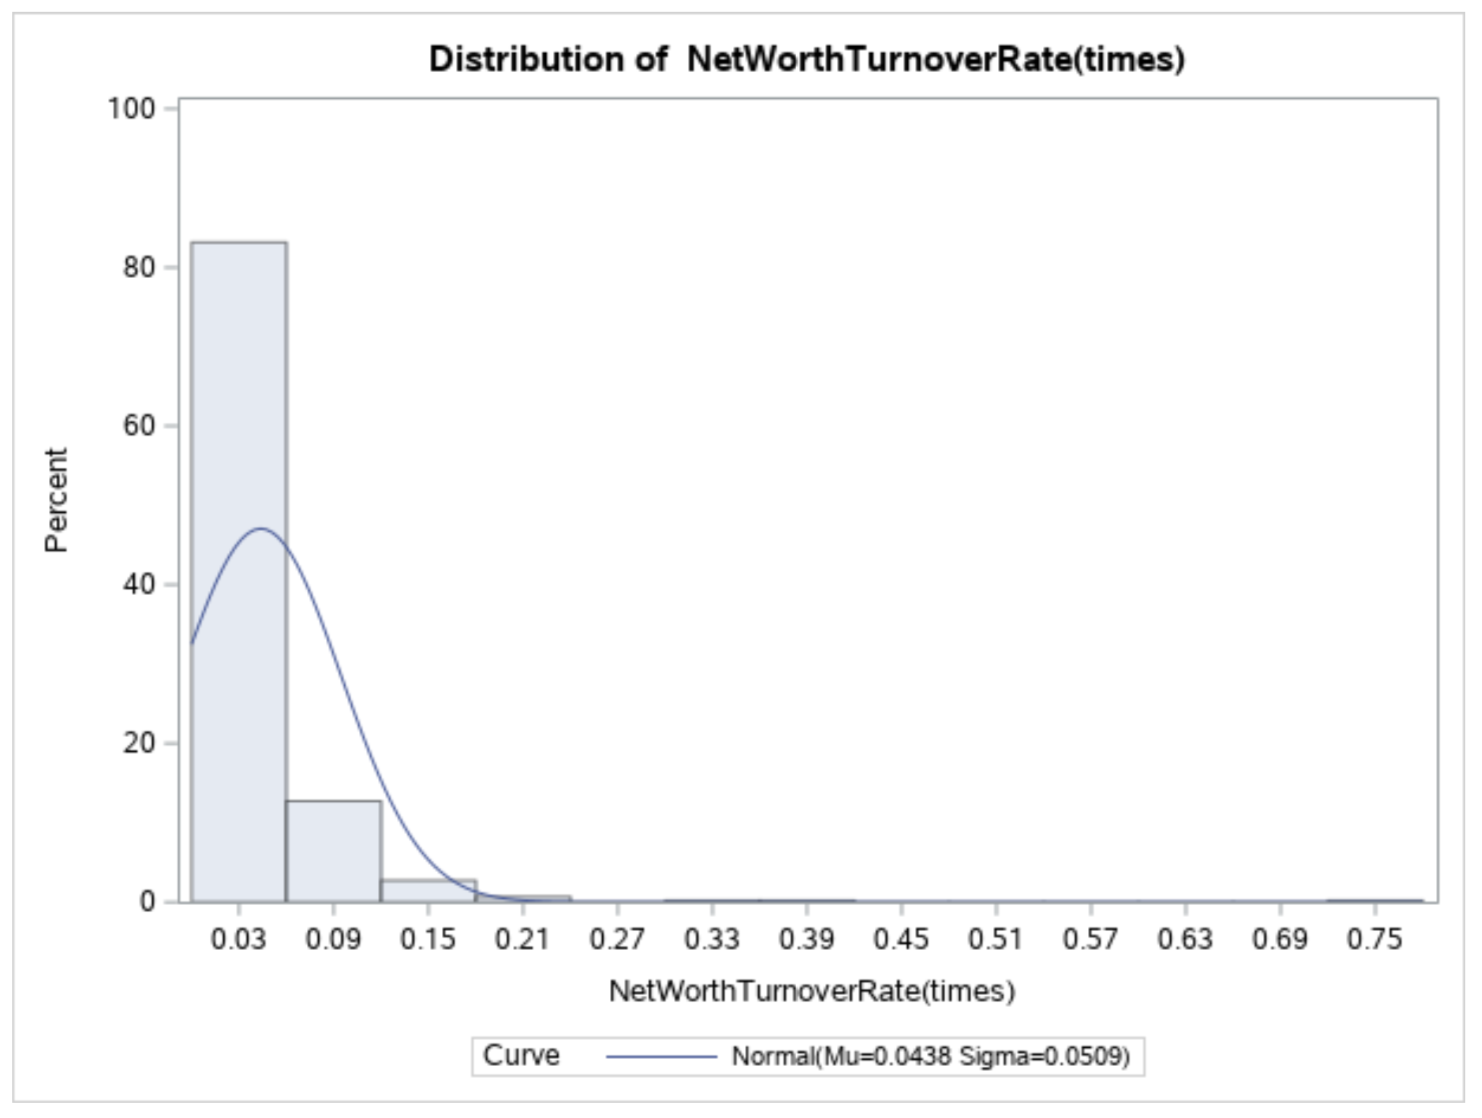 Distribution of NetWorthTurnoverRate(times)
100
80
60
40
20
0
Percent
0.03 0.09 0.15 0.21 0.27 0.33 0.39 0.45 0.51 0.57 0.63 0.69 0.75
NetWorthTurnoverRate(times)
Curve Normal(Mu=0.0438 Sigma=0.0509)